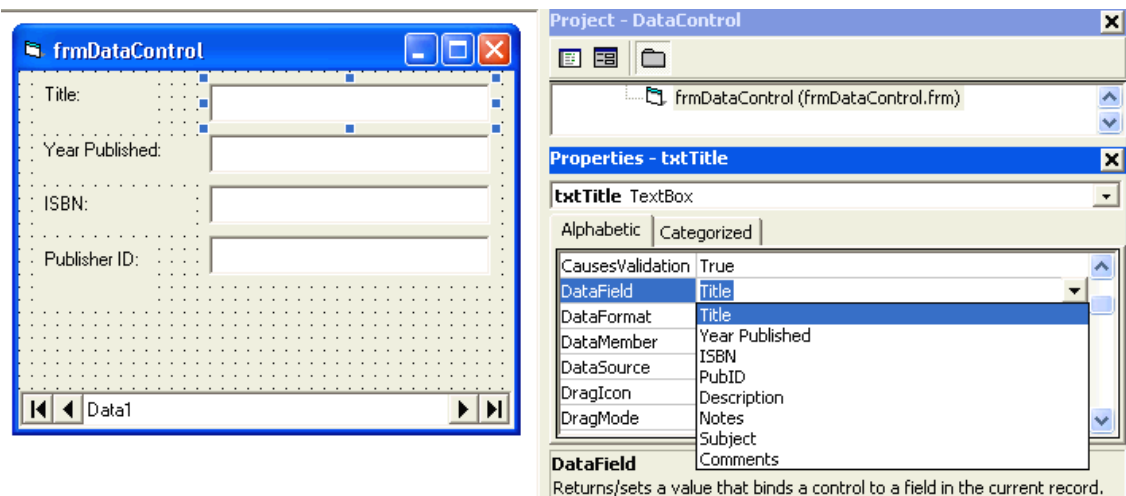 frmDataControl
Title:
Year Published:
ISBN:
Publisher ID:
Data1
Project - DataControl
frmDataControl (frmDataControl.frm)
Properties - txtTitle
txtTitle TextBox
Alphabetic Categorized
CausesValidation True
DataField Title
DataFormat
DataMember
DataSource
DragIcon
DragMode
Title
Year Published
ISBN
PubID
Description
Notes
Subject
Comments
DataField
Returns/sets a value that binds a control to a field in the current record.